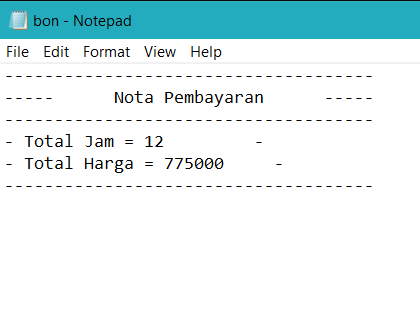 bon - Notepad
File Edit Format View Help
-------------------------------------
-----      Nota Pembayaran      -----
-------------------------------------
- Total Jam = 12         -
- Total Harga = 775000     -
-------------------------------------